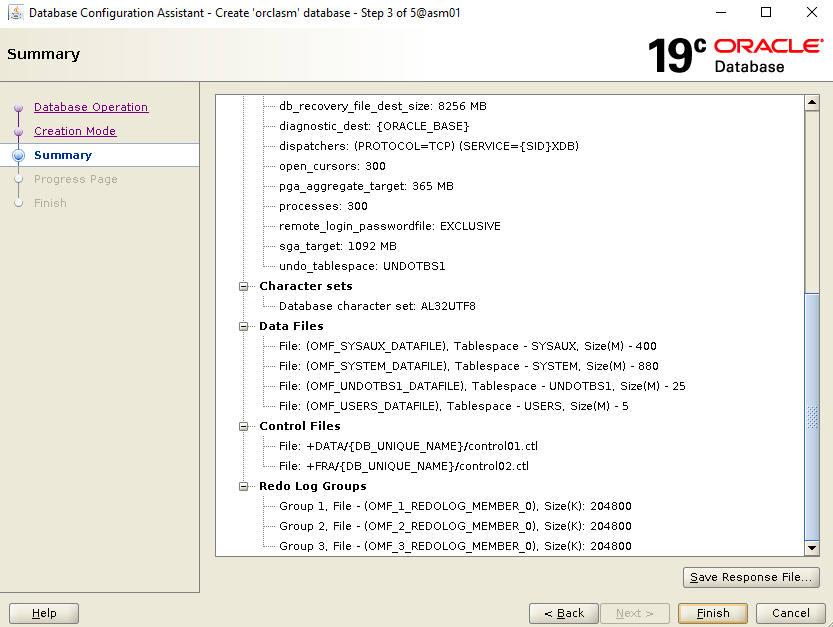 Database Configuration Assistant - Create 'orclasm' database - Step 3 of 5@asm01
Summary
19c ORACLE Database
Database Operation
Creation Mode
Summary
Progress Page
Finish
db_recovery_file_dest_size: 8256 MB
diagnostic_dest: {ORACLE_BASE}
dispatchers: (PROTOCOL=TCP) (SERVICE={SID}XDB)
open_cursors: 300
pga_aggregate_target: 365 MB
processes: 300
remote_login_passwordfile: EXCLUSIVE
sga_target: 1092 MB
undo_tablespace: UNDOTBS1
Character sets
Database character set: AL32UTF8
Data Files
File: (OMF_SYSAUX_DATAFILE), Tablespace - SYSAUX, Size(M) - 400
File: (OMF_SYSTEM_DATAFILE), Tablespace - SYSTEM, Size(M) - 880
File: (OMF_UNDOTBS1_DATAFILE), Tablespace - UNDOTBS1, Size(M) - 25
File: (OMF_USERS_DATAFILE), Tablespace - USERS, Size(M) - 5
Control Files
File: +DATA/{DB_UNIQUE_NAME}/control01.ctl
File: +FRA/{DB_UNIQUE_NAME}/control02.ctl
Redo Log Groups
Group 1, File - (OMF_1_REDOLOG_MEMBER_0), Size(K): 204800
Group 2, File - (OMF_2_REDOLOG_MEMBER_0), Size(K): 204800
Group 3, File - (OMF_3_REDOLOG_MEMBER_0), Size(K): 204800
Save Response File...
Help
< Back
Next >
Finish
Cancel